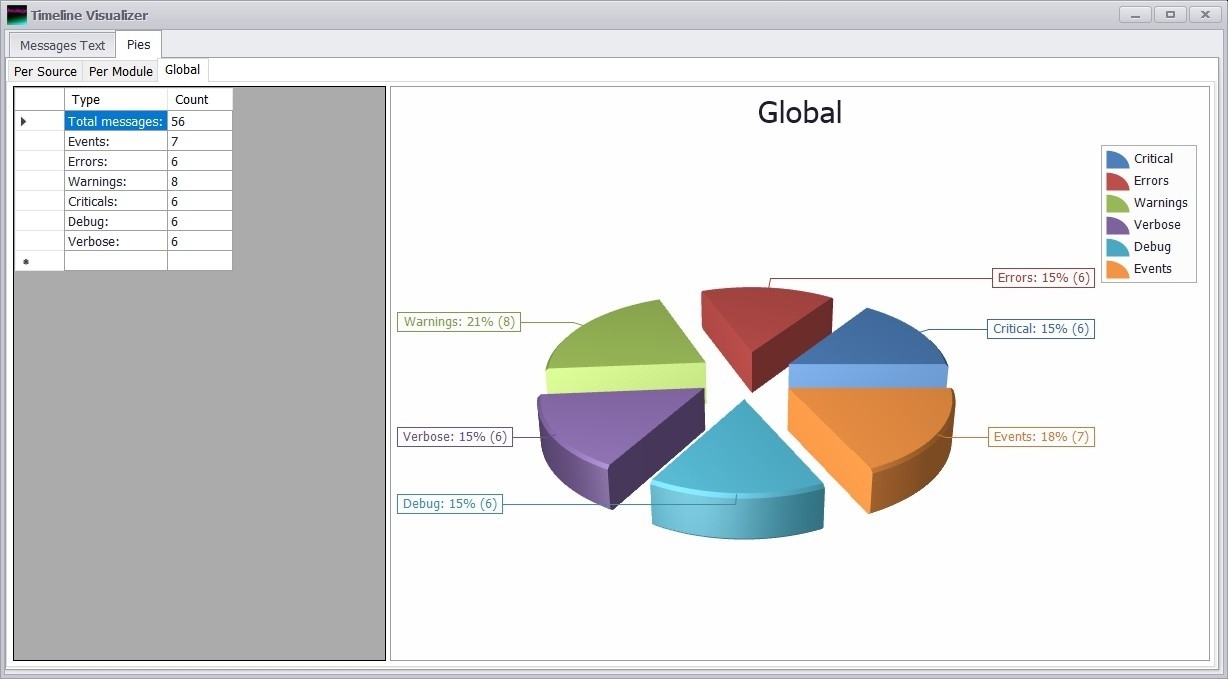 Timeline Visualizer
Messages Text Pies
Per Source Per Module Global
Type Count
Total messages: 56
Events: 7
Errors: 6
Warnings: 8
Criticals: 6
Debug: 6
Verbose: 6
Global
Critical
Errors
Warnings
Verbose
Debug
Events
Errors: 15% (6)
Warnings: 21% (8)
Critical: 15% (6)
Verbose: 15% (6)
Events: 18% (7)
Debug: 15% (6)